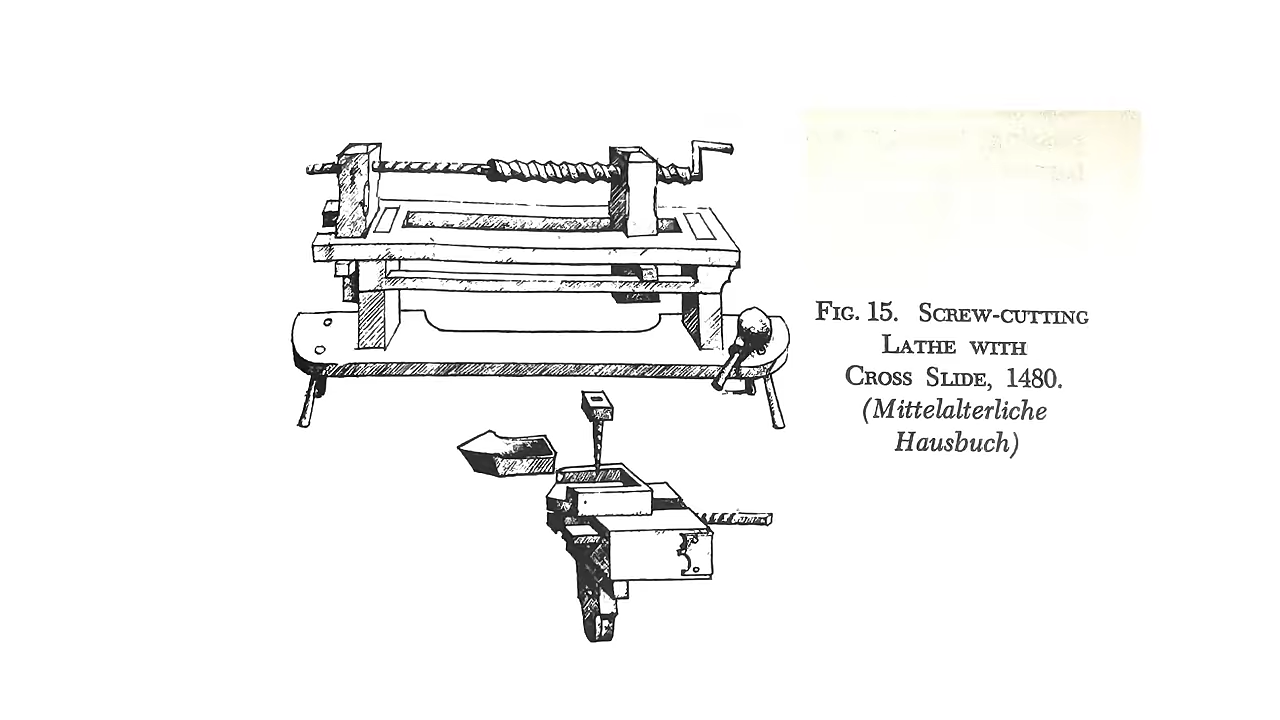 Fig. 15. Screw-cutting
Lathe with
Cross Slide, 1480.
(Mittelalterliche
Hausbuch)